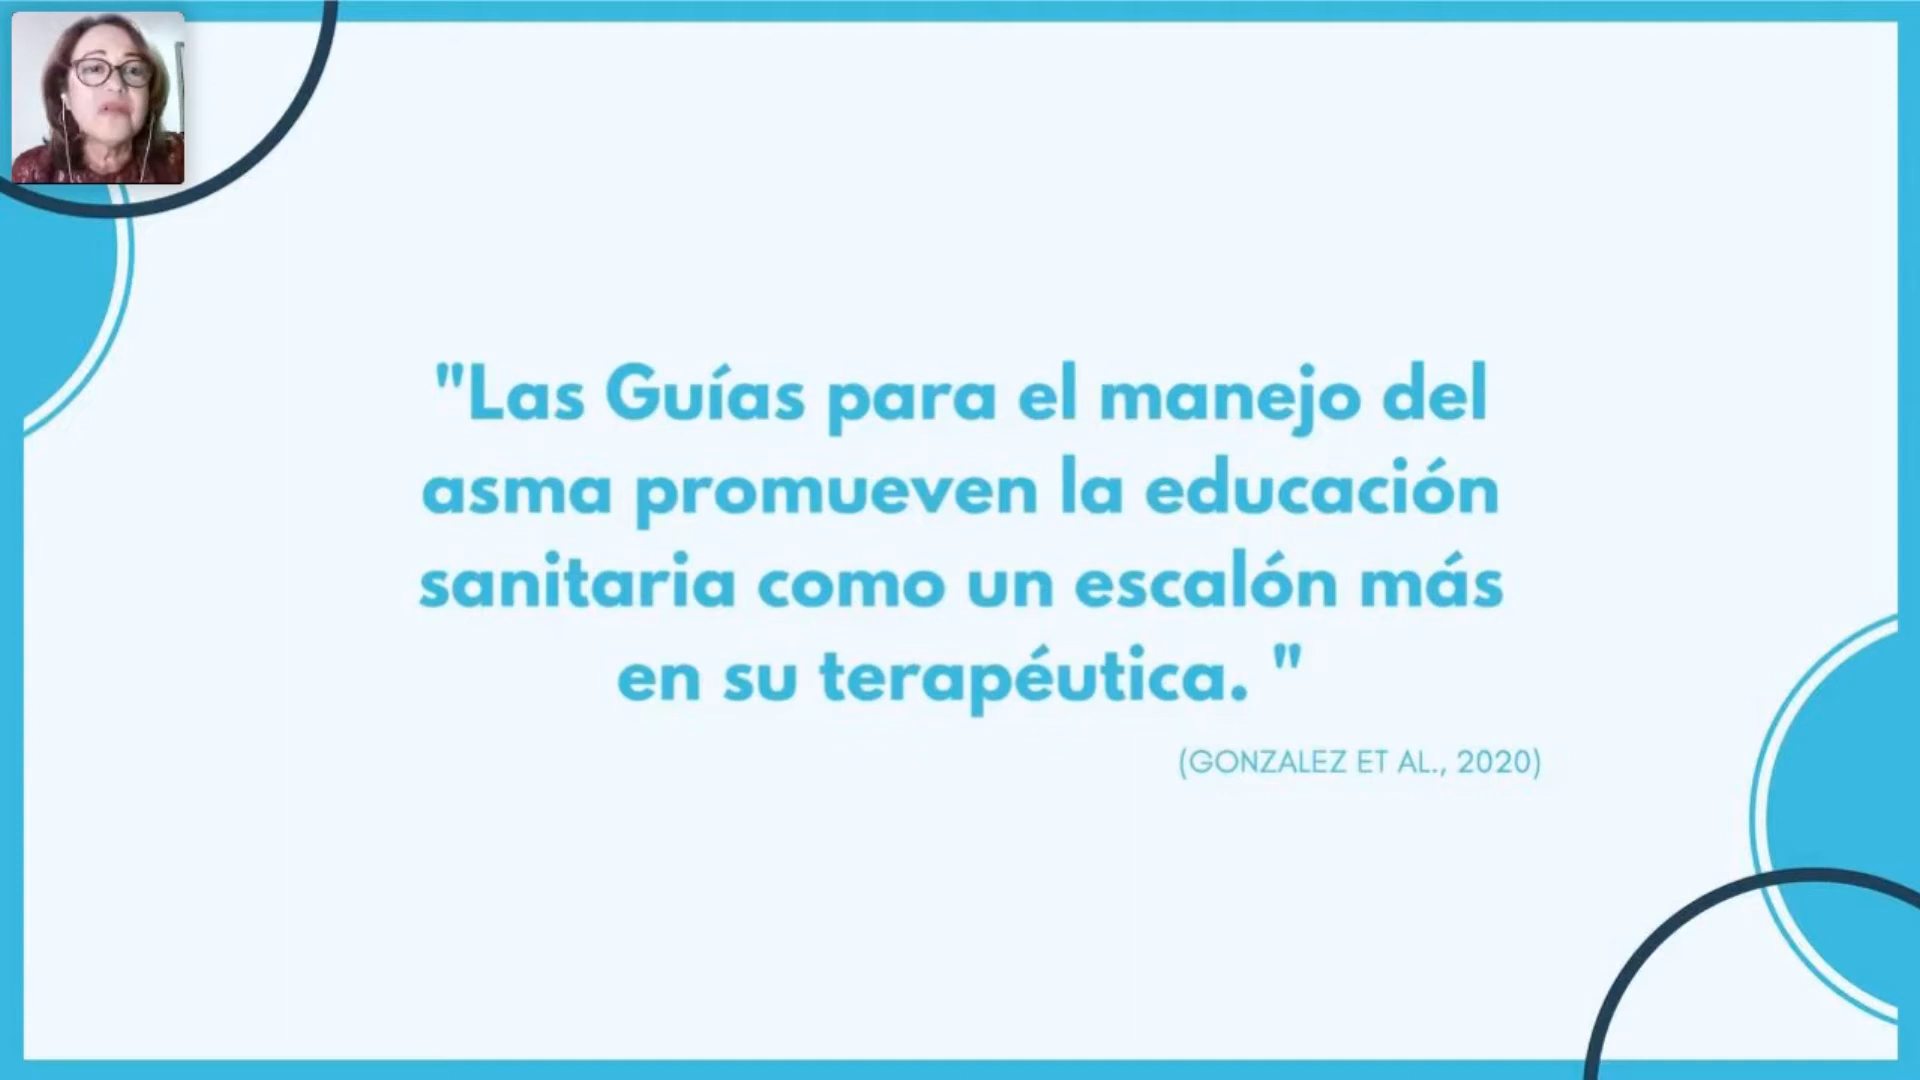 "Las Guías para el manejo del
asma promueven la educación
sanitaria como un escalón más
en su terapéutica. "
(GONZALEZ ET AL., 2020)